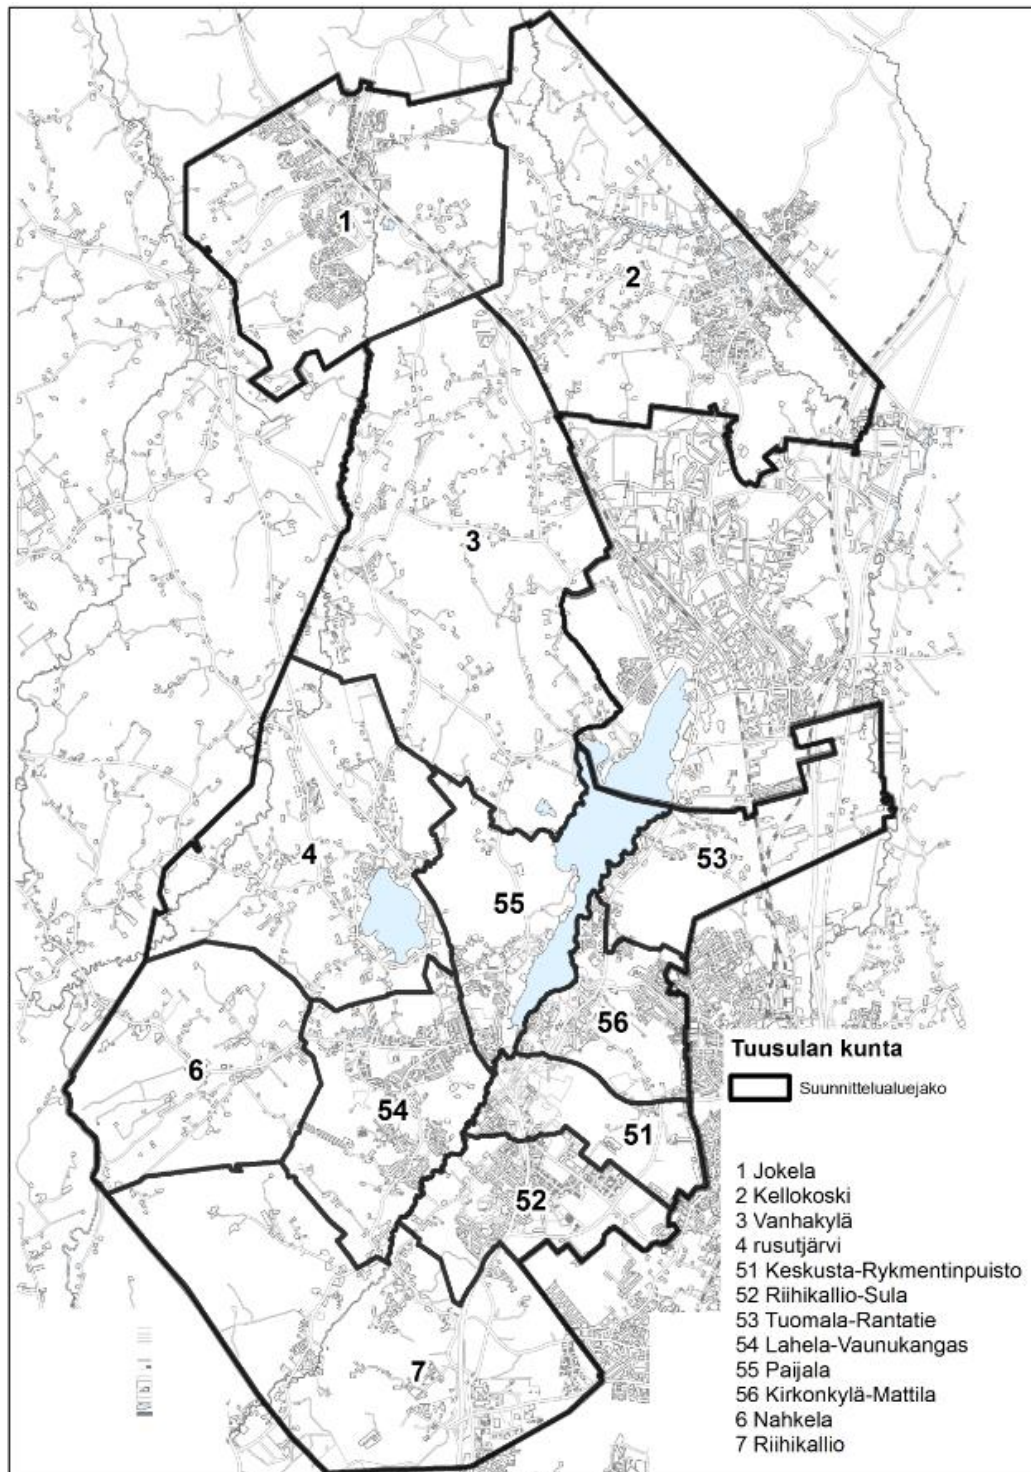 1
2
3
4
53
55
56
6
54
51
52
7
Tuusulan kunta
Suunnittelualuejako
1 Jokela
2 Kellokoski
3 Vanhakylä
4 rusutjärvi
51 Keskusta-Rykmentinpuisto
52 Riihikallio-Sula
53 Tuomala-Rantatie
54 Lahela-Vaunukangas
55 Paijala
56 Kirkonkylä-Mattila
6 Nahkela
7 Riihikallio